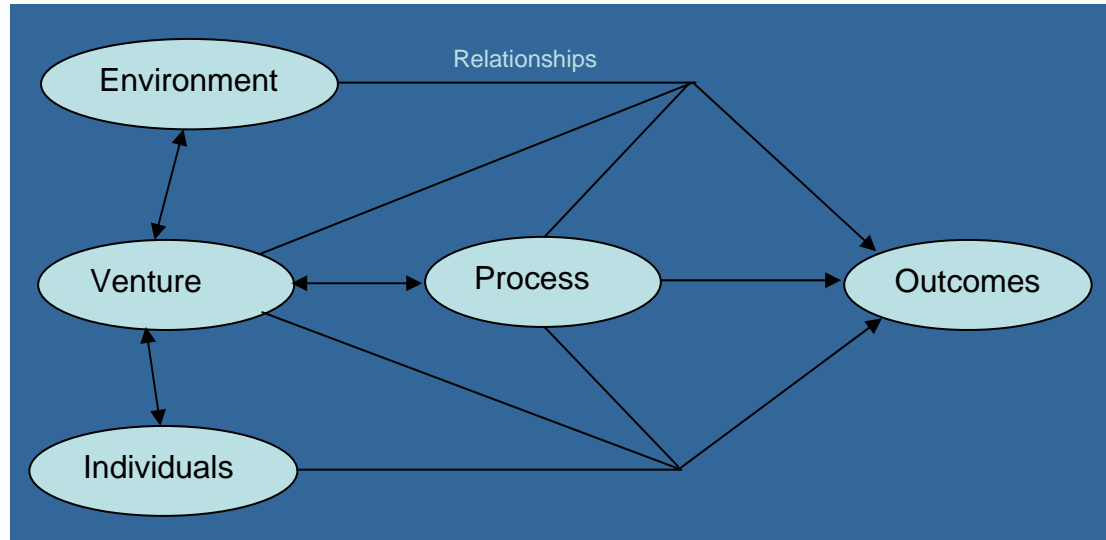 Relationships
Environment
Venture
Process
Outcomes
Individuals